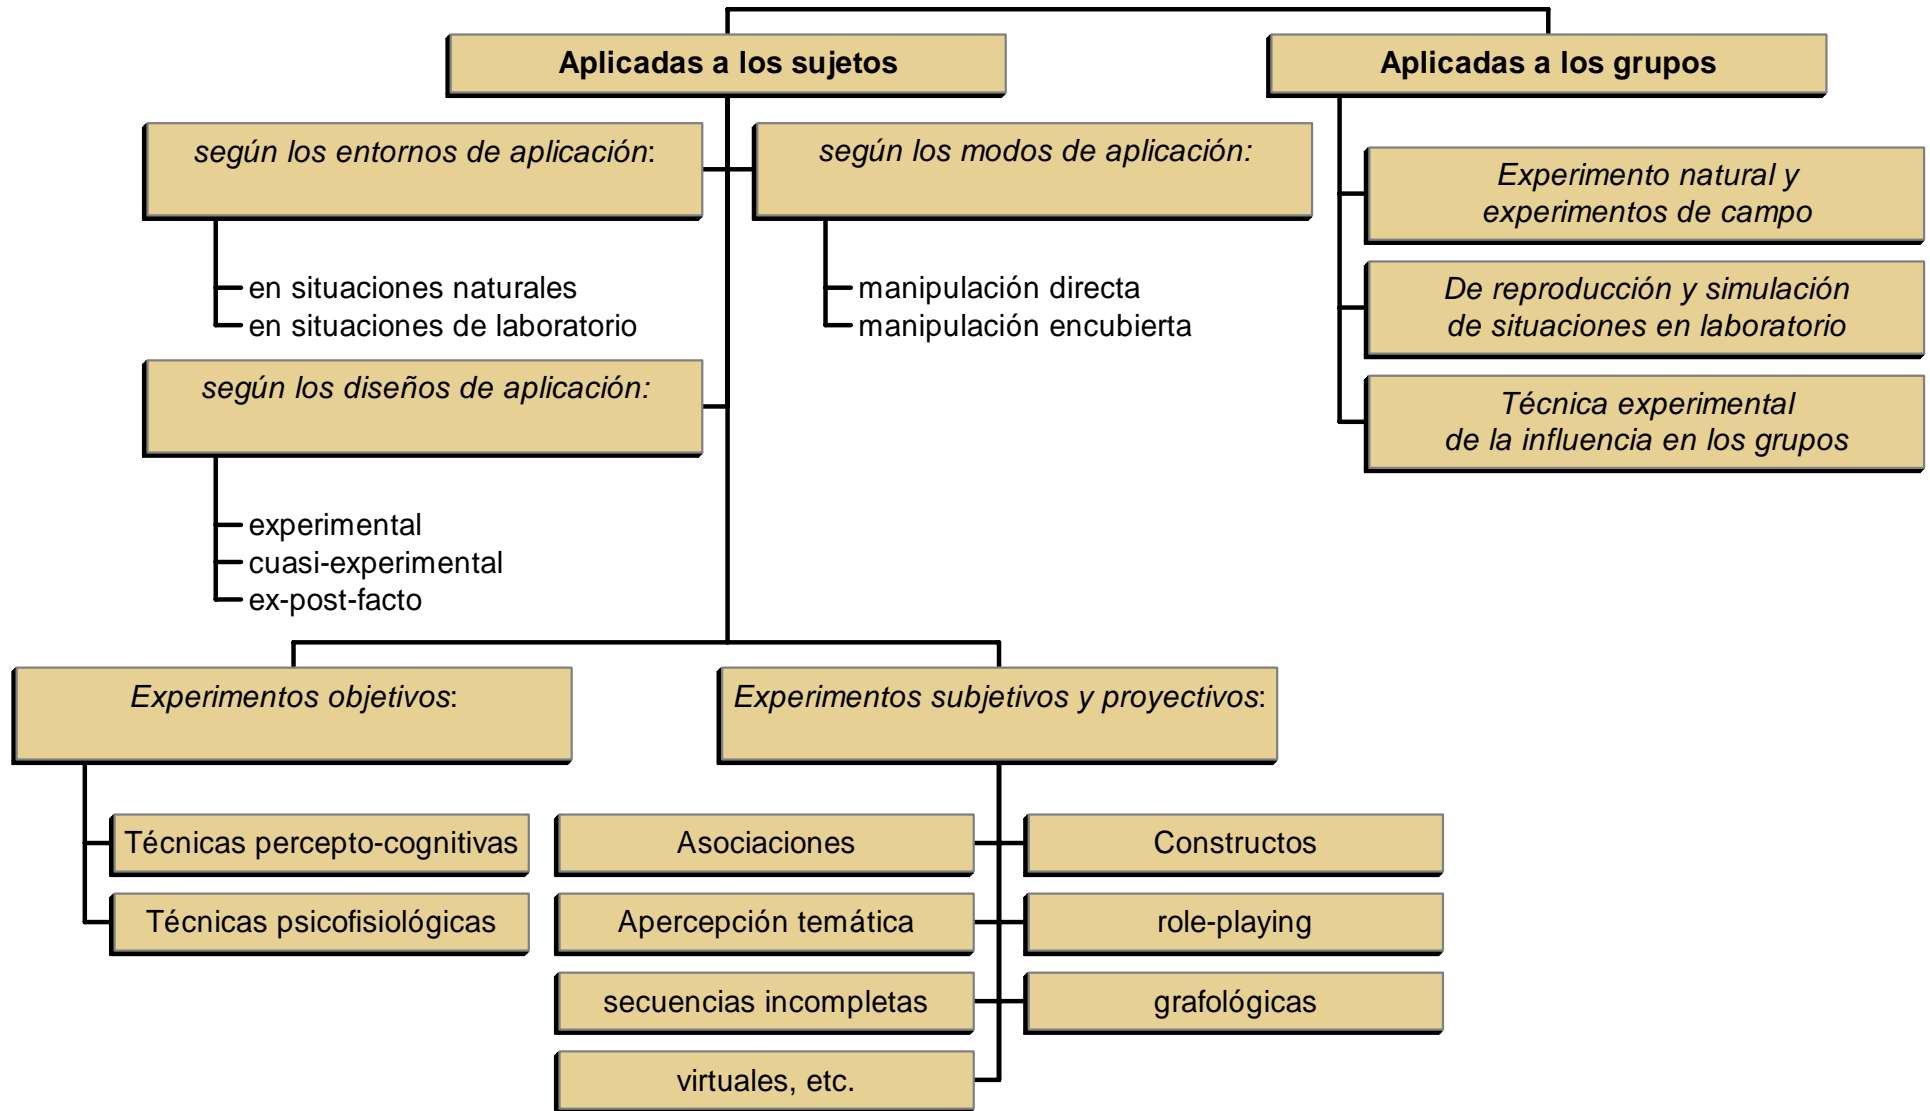 Aplicadas a los sujetos
Aplicadas a los grupos
según los entornos de aplicación:
en situaciones naturales
en situaciones de laboratorio
según los modos de aplicación:
manipulación directa
manipulación encubierta
Experimento natural y
experimentos de campo
De reproducción y simulación
de situaciones en laboratorio
Técnica experimental
de la influencia en los grupos
según los diseños de aplicación:
experimental
cuasi-experimental
ex-post-facto
Experimentos objetivos:
Técnicas percepto-cognitivas
Técnicas psicofisiológicas
Experimentos subjetivos y proyectivos:
Asociaciones
Constructos
Apercepción temática
role-playing
secuencias incompletas
grafológicas
virtuales, etc.